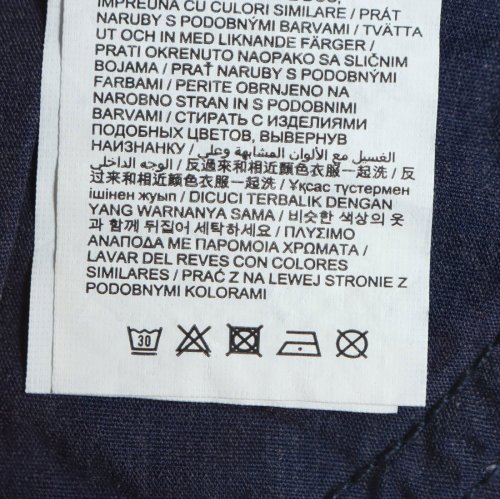 ÎMPREUNĂ CU CULORI SIMILARE / PRÁT
NARUBY S PODOBNÝMI BARVAMI / TVÄTTA
UT OCH IN MED LIKNANDE FÄRGER /
PRATI OKRENUTO NAOPAKO SA SLIČNIM
BOJAMA / PRAŤ NARUBY S PODOBNÝMI
FARBAMI / PERITE OBRNJENO NA
NAROBNO STRAN IN S PODOBNIMI
BARVAMI / СТИРАТЬ С ИЗДЕЛИЯМИ
ПОДОБНЫХ ЦВЕТОВ, ВЫВЕРНУВ
НАИЗНАНКУ / الغسيل مع الألوان المشابهة وعلى
الوجه الداخلي / 反過來和相近顏色衣服一起洗 / 反
过来和相近颜色衣服一起洗 / Ұқсас түстермен
ішінен жуып / DICUCI TERBALIK DENGAN
YANG WARNANYA SAMA / 비슷한 색상의 옷
과 함께 뒤집어 세탁하세요 / ΠΛΥΣΙΜΟ
ΑΝΑΠΟΔΑ ΜΕ ΠΑΡΟΜΟΙΑ ΧΡΩΜΑΤΑ /
LAVAR DEL REVES CON COLORES
SIMILARES / PRAĆ Z NA LEWEJ STRONIE Z
PODOBNYMI KOLORAMI
30